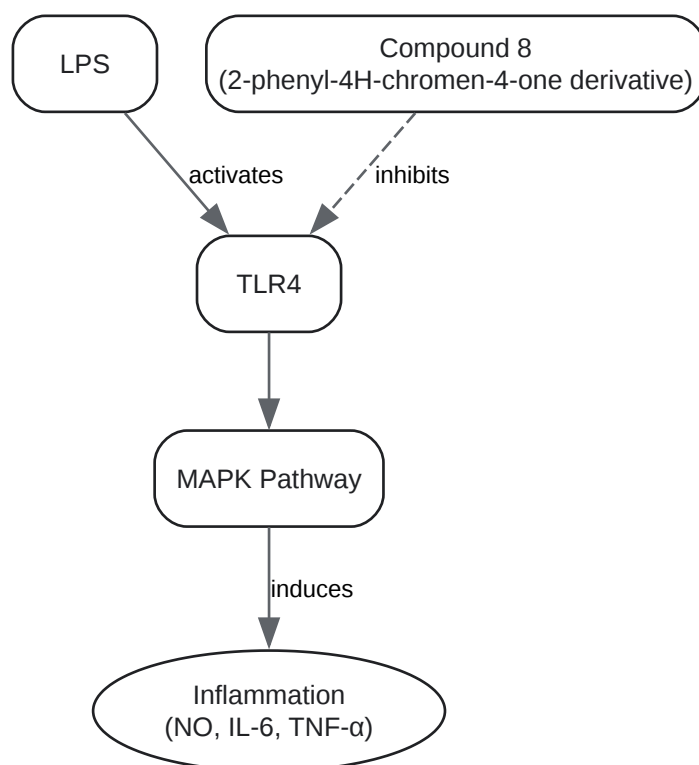 LPS
Compound 8
(2-phenyl-4H-chromen-4-one derivative)
activates
inhibits
TLR4
MAPK Pathway
induces
Inflammation
(NO, IL-6, TNF-α)